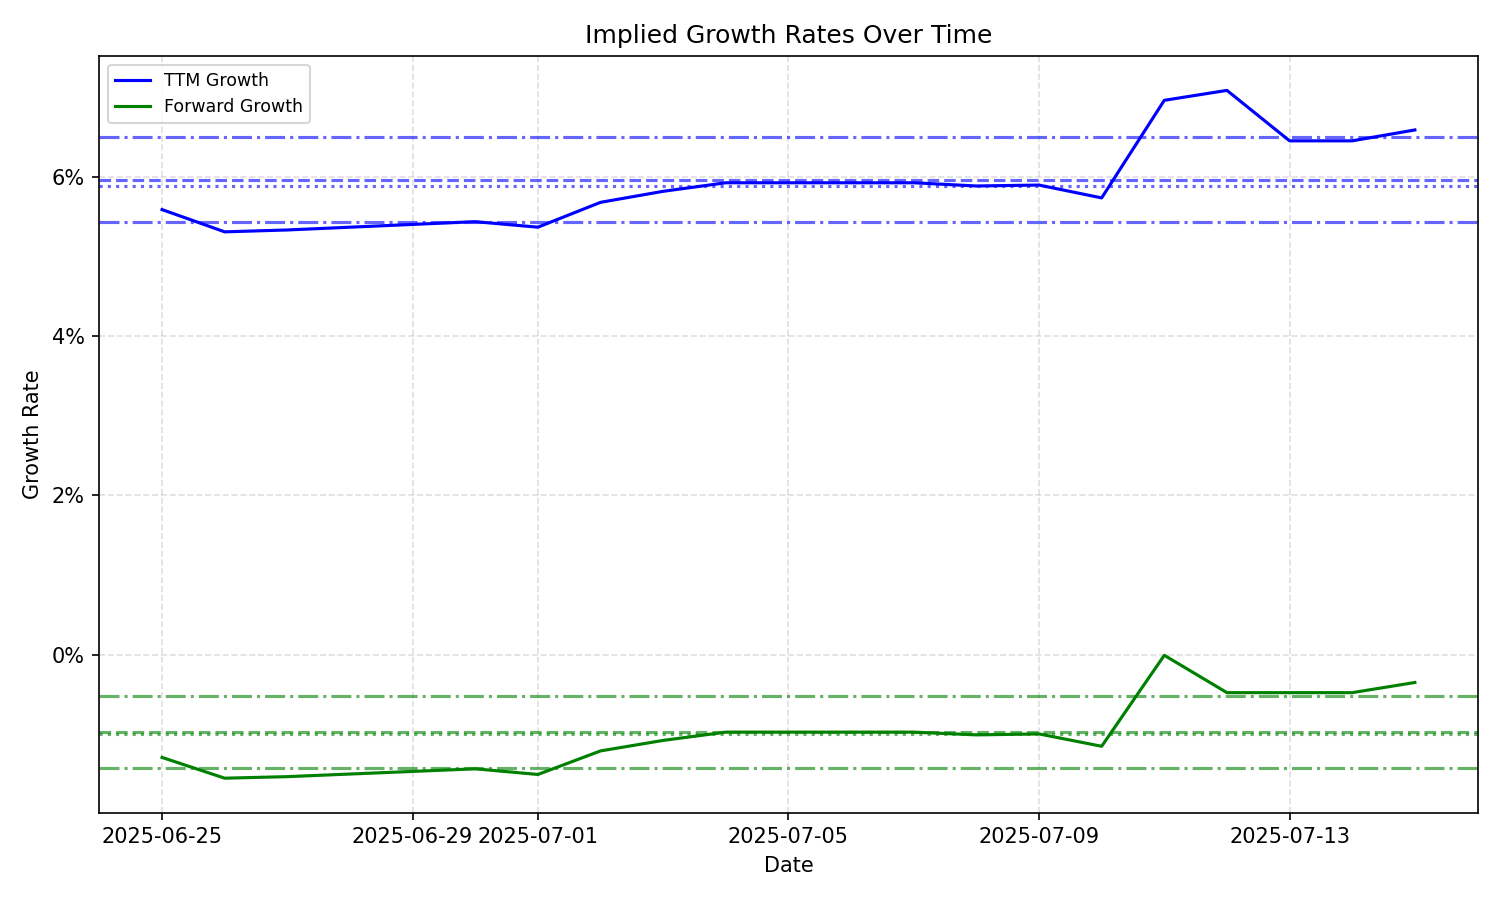 Implied Growth Rates Over Time
TTM Growth
Forward Growth
6%
4%
2%
0%
Growth Rate
2025-06-25
2025-06-29
2025-07-01
2025-07-05
2025-07-09
2025-07-13
Date